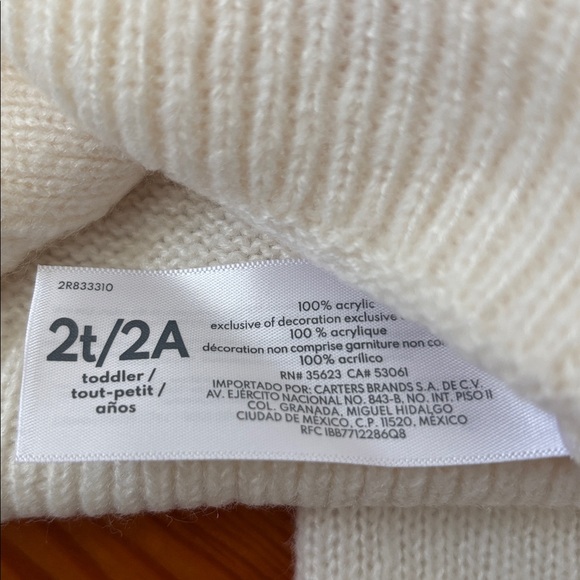 2R833310
2t/2A
toddler /
tout-petit /
años
100% acrylic
exclusive of decoration exclusive
100 % acrylique
décoration non comprise garniture non
100% acrílico
RN# 35623 CA# 53061
IMPORTADO POR: CARTERS BRANDS S.A. DE C.V.
AV. EJÉRCITO NACIONAL NO. 843-B, NO. INT. PISO 11
COL. GRANADA, MIGUEL HIDALGO
CIUDAD DE MÉXICO, C.P. 11520, MÉXICO
RFC IBB7712286Q8